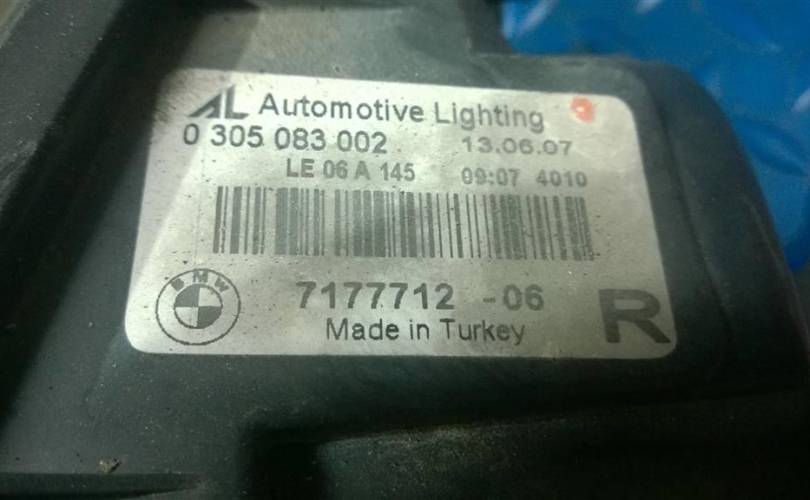 AL Automotive Lighting
0 305 083 002 13.06.07
LE 06 A 145 09:07 4010
BMW
7177712 -06
R
Made in Turkey